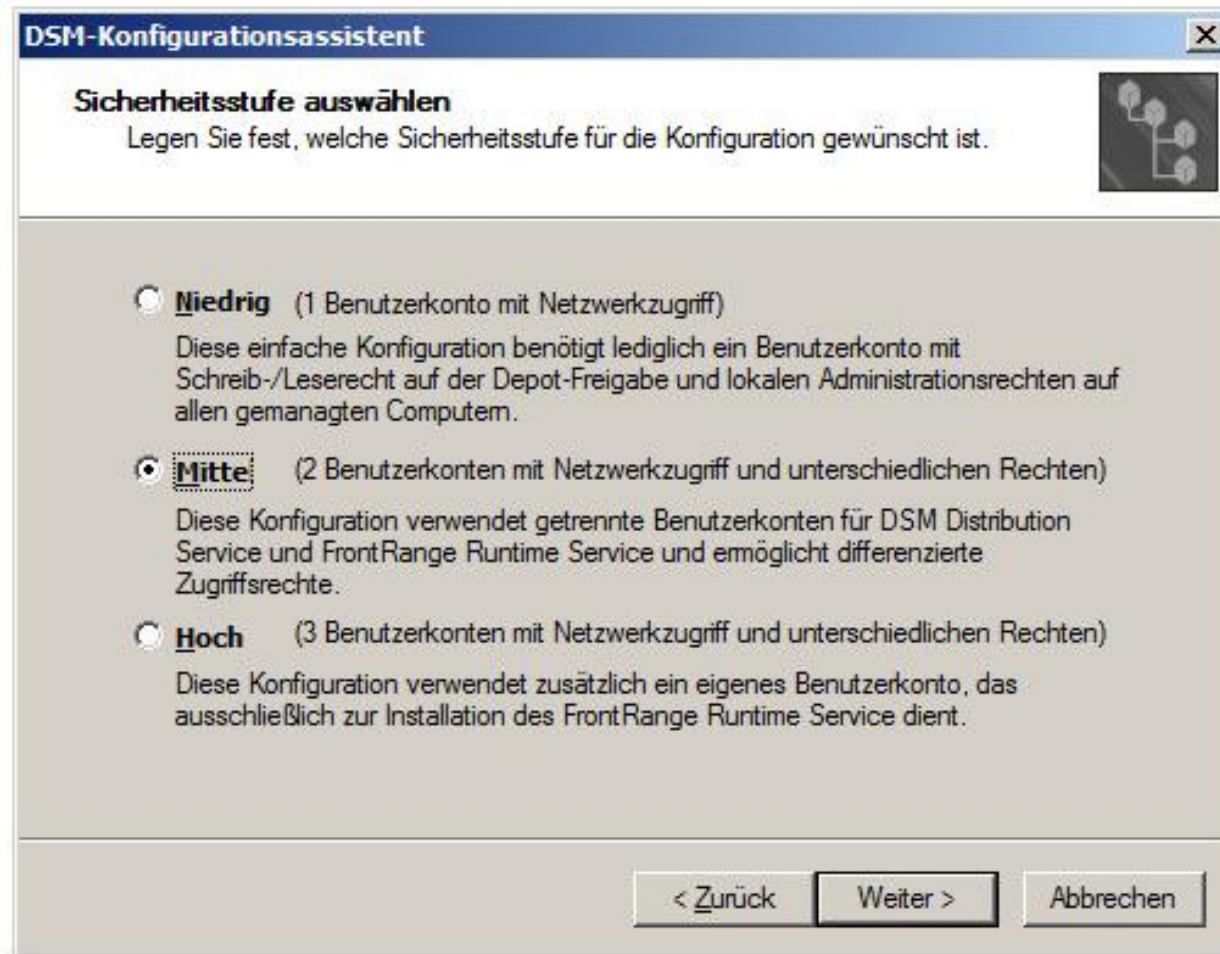 DSM-Konfigurationsassistent
Sicherheitsstufe auswählen
Legen Sie fest, welche Sicherheitsstufe für die Konfiguration gewünscht ist.
Niedrig (1 Benutzerkonto mit Netzwerkzugriff)
Diese einfache Konfiguration benötigt lediglich ein Benutzerkonto mit
Schreib-/Leserecht auf der Depot-Freigabe und lokalen Administrationsrechten auf
allen gemanagten Computern.
Mitte (2 Benutzerkonten mit Netzwerkzugriff und unterschiedlichen Rechten)
Diese Konfiguration verwendet getrennte Benutzerkonten für DSM Distribution
Service und FrontRange Runtime Service und ermöglicht differenzierte
Zugriffsrechte.
Hoch (3 Benutzerkonten mit Netzwerkzugriff und unterschiedlichen Rechten)
Diese Konfiguration verwendet zusätzlich ein eigenes Benutzerkonto, das
ausschließlich zur Installation des FrontRange Runtime Service dient.
< Zurück Weiter > Abbrechen